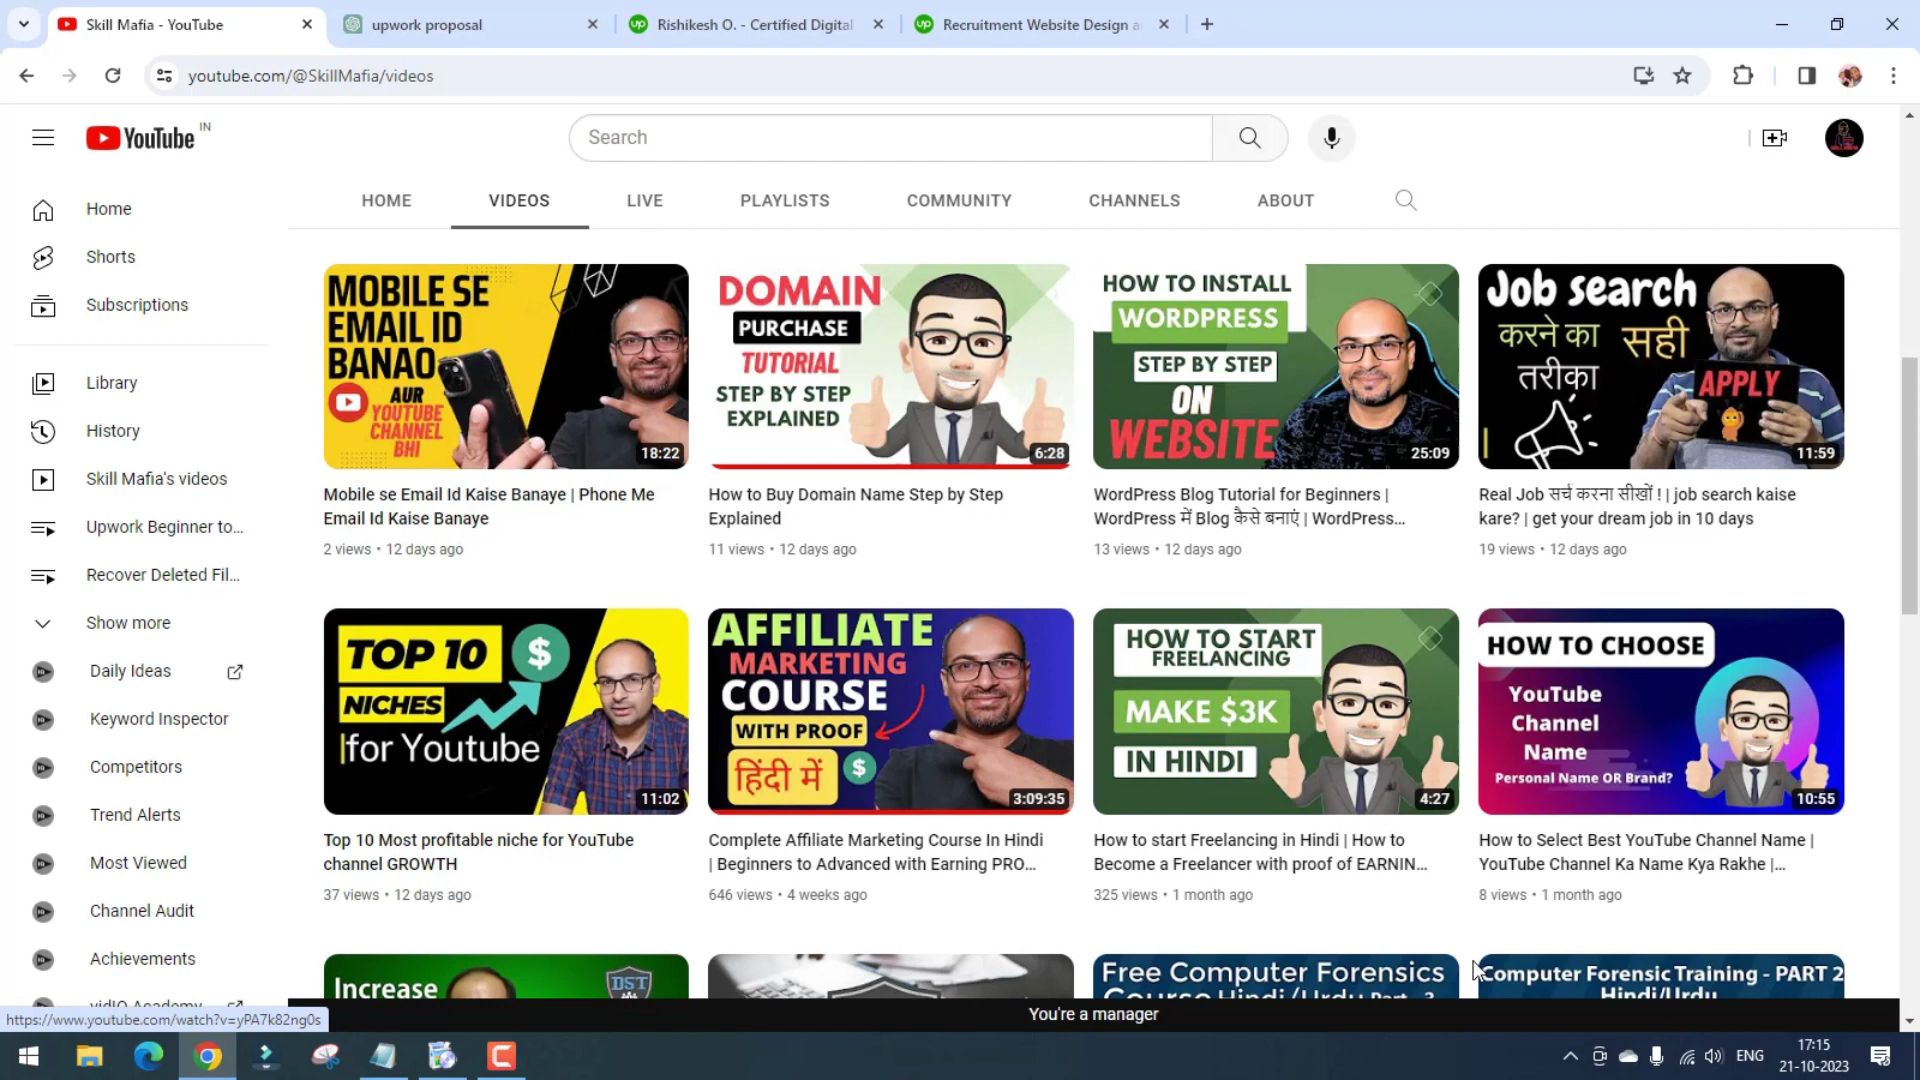 Skill Mafia - YouTube
upwork proposal
Rishikesh O. - Certified Digital
Recruitment Website Design a
youtube.com/@SkillMafia/videos
YouTube IN
Search
HOME
VIDEOS
LIVE
PLAYLISTS
COMMUNITY
CHANNELS
ABOUT
Home
Shorts
Subscriptions
Library
History
Skill Mafia's videos
Upwork Beginner to...
Recover Deleted Fil...
Show more
Daily Ideas
Keyword Inspector
Competitors
Trend Alerts
Most Viewed
Channel Audit
Achievements
vidIQ Academy
MOBILE SE
EMAIL ID
BANAO
AUR
YOUTUBE
CHANNEL
BHI
18:22
Mobile se Email Id Kaise Banaye | Phone Me
Email Id Kaise Banaye
2 views • 12 days ago
DOMAIN
PURCHASE
TUTORIAL
STEP BY STEP
EXPLAINED
6:28
How to Buy Domain Name Step by Step
Explained
11 views • 12 days ago
HOW TO INSTALL
WORDPRESS
STEP BY STEP
ON
WEBSITE
25:09
WordPress Blog Tutorial for Beginners |
WordPress में Blog कैसे बनाएं | WordPress...
13 views • 12 days ago
Job search
करने का सही
तरीका
APPLY
11:59
Real Job सर्च करना सीखों ! | job search kaise
kare? | get your dream job in 10 days
19 views • 12 days ago
TOP 10
NICHES
for Youtube
$
11:02
Top 10 Most profitable niche for YouTube
channel GROWTH
37 views • 12 days ago
AFFILIATE
MARKETING
COURSE
WITH PROOF
हिंदी में
$
3:09:35
Complete Affiliate Marketing Course In Hindi
| Beginners to Advanced with Earning PRO...
646 views • 4 weeks ago
HOW TO START
FREELANCING
MAKE $3K
IN HINDI
4:27
How to start Freelancing in Hindi | How to
Become a Freelancer with proof of EARNIN...
325 views • 1 month ago
HOW TO CHOOSE
YouTube
Channel
Name
Personal Name OR Brand?
10:55
How to Select Best YouTube Channel Name |
YouTube Channel Ka Name Kya Rakhe |...
8 views • 1 month ago
Increase
DST
Free Computer Forensics
Course Hindi/Urdu Part - 3
Computer Forensic Training - PART 2
Hindi/Urdu
https://www.youtube.com/watch?v=yPA7k82ng0s
You're a manager
ENG
17:15
21-10-2023